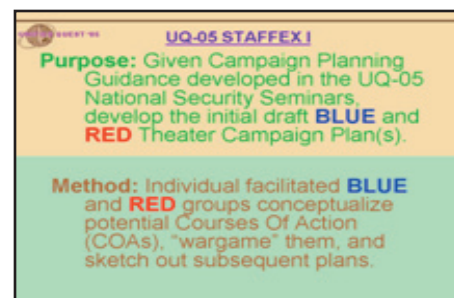 UQ-05 STAFFEX I
Purpose: Given Campaign Planning
Guidance developed in the UQ-05
National Security Seminars,
develop the initial draft BLUE and
RED Theater Campaign Plan(s).
Method: Individual facilitated BLUE
and RED groups conceptualize
potential Courses Of Action
(COAs), "wargame" them, and
sketch out subsequent plans.